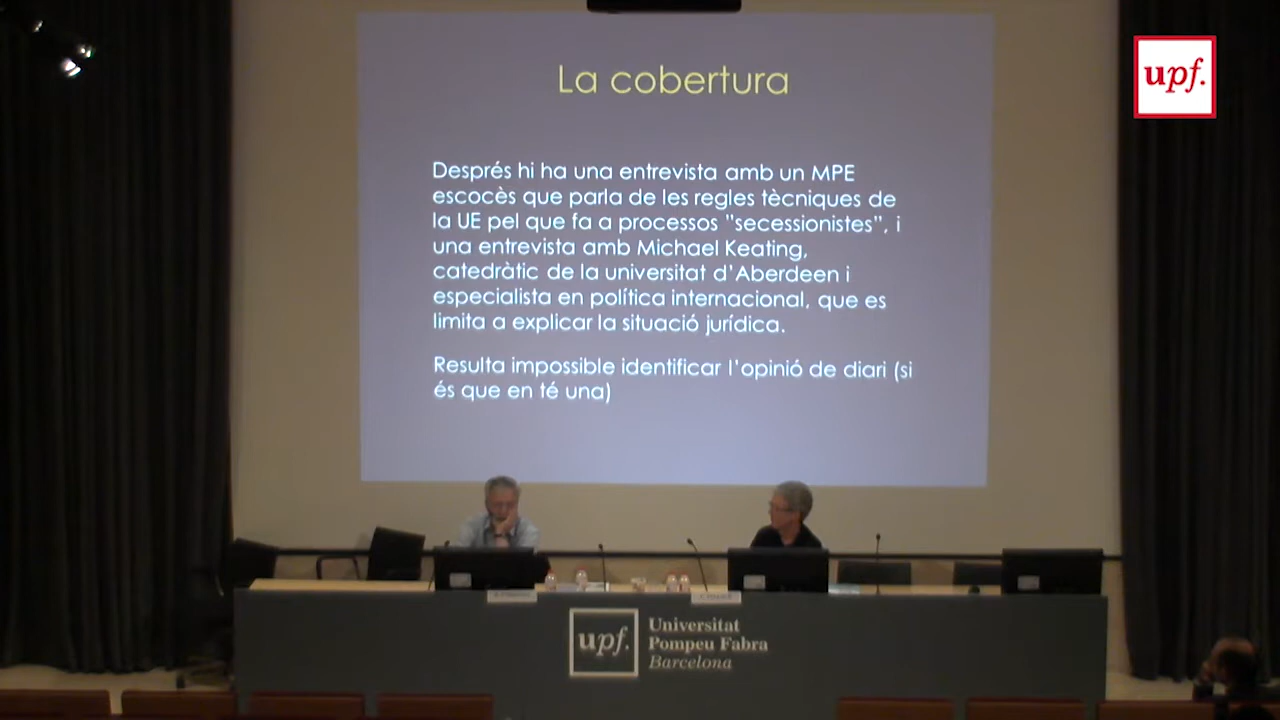 La cobertura
Després hi ha una entrevista amb un MPE
escocès que parla de les regles tècniques de
la UE pel que fa a processos "secessionistes", i
una entrevista amb Michael Keating,
catedràtic de la universitat d'Aberdeen i
especialista en política internacional, que es
limita a explicar la situació jurídica.
Resulta impossible identificar l'opinió de diari (si
és que en té una)
upf.
upf.
Universitat
Pompeu Fabra
Barcelona